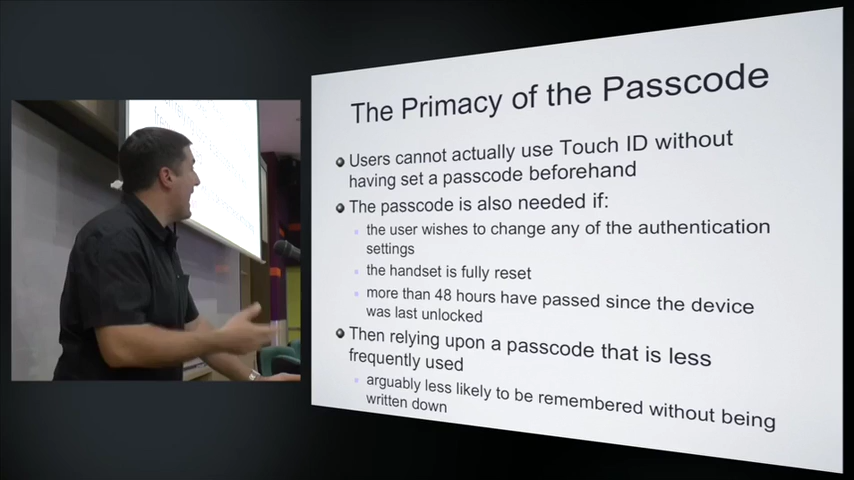 The Primacy of the Passcode
Users cannot actually use Touch ID without
having set a passcode beforehand
The passcode is also needed if:
the user wishes to change any of the authentication
settings
the handset is fully reset
more than 48 hours have passed since the device
was last unlocked
Then relying upon a passcode that is less
frequently used
arguably less likely to be remembered without being
written down